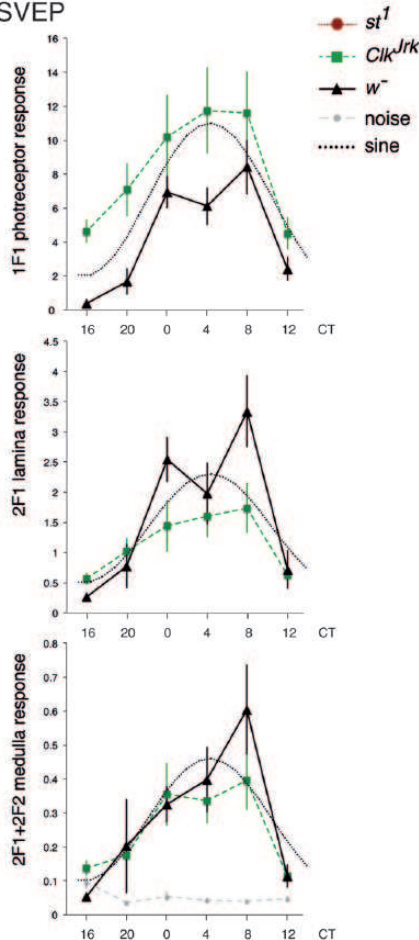 SVEP
st1
ClkJrk
w−
noise
sine
1F1 photreceptor response
16
14
12
10
8
6
4
2
0
16 20 0 4 8 12 CT
2F1 lamina response
4.5
4
3.5
3
2.5
2
1.5
1
0.5
0
16 20 0 4 8 12 CT
2F1+2F2 medulla response
0.8
0.7
0.6
0.5
0.4
0.3
0.2
0.1
0
16 20 0 4 8 12 CT